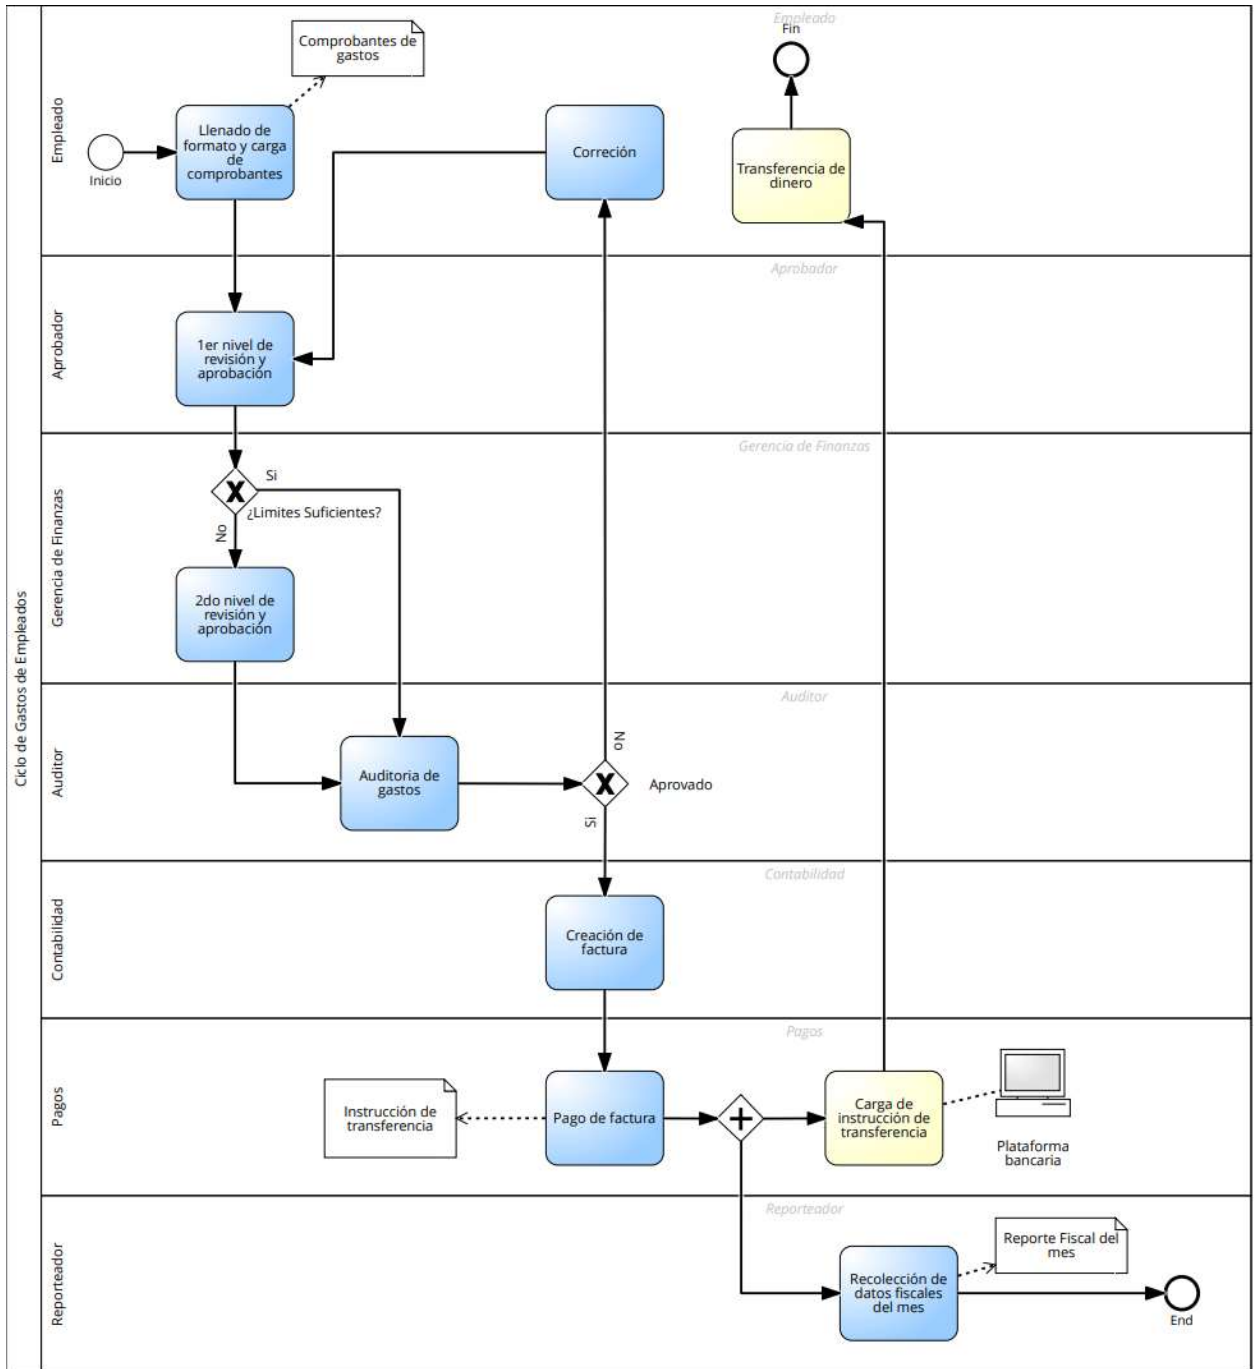 Ciclo de Gastos de Empleados
Empleado
Empleado
Fin
Comprobantes de
gastos
Inicio
Llenado de
formato y carga
de
comprobantes
Correción
Transferencia de
dinero
Aprobador
Aprobador
1er nivel de
revisión y
aprobación
Gerencia de Finanzas
Gerencia de Finanzas
Si
¿Limites Suficientes?
No
2do nivel de
revisión y
aprobación
Auditor
Auditor
Auditoria de
gastos
No
Aprovado
Si
Contabilidad
Contabilidad
Creación de
factura
Pagos
Pagos
Instrucción de
transferencia
Pago de factura
Carga de
instrucción de
transferencia
Plataforma
bancaria
Reporteador
Reporteador
Recolección de
datos fiscales
del mes
Reporte Fiscal del
mes
End